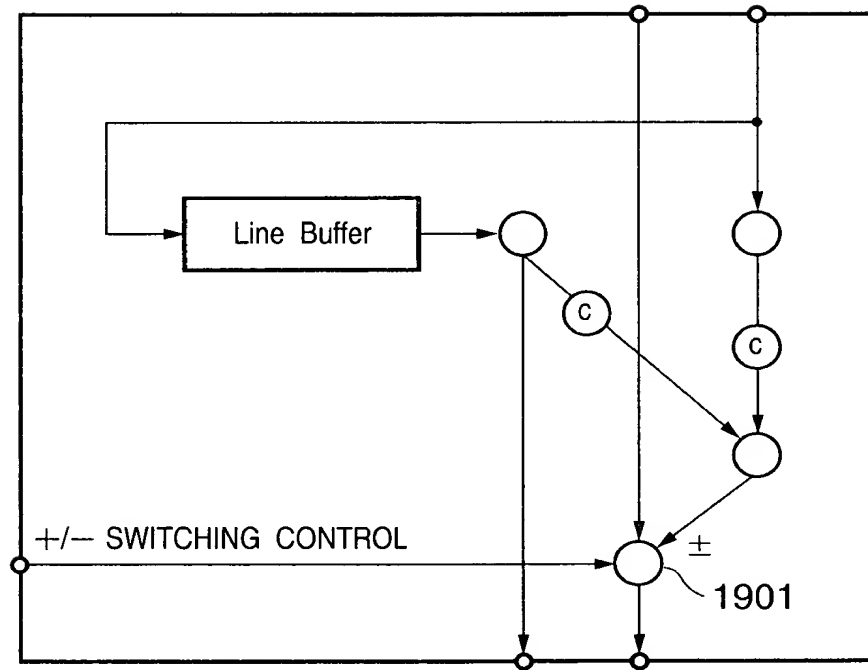 Line Buffer
C
C
+/− SWITCHING CONTROL
±
1901